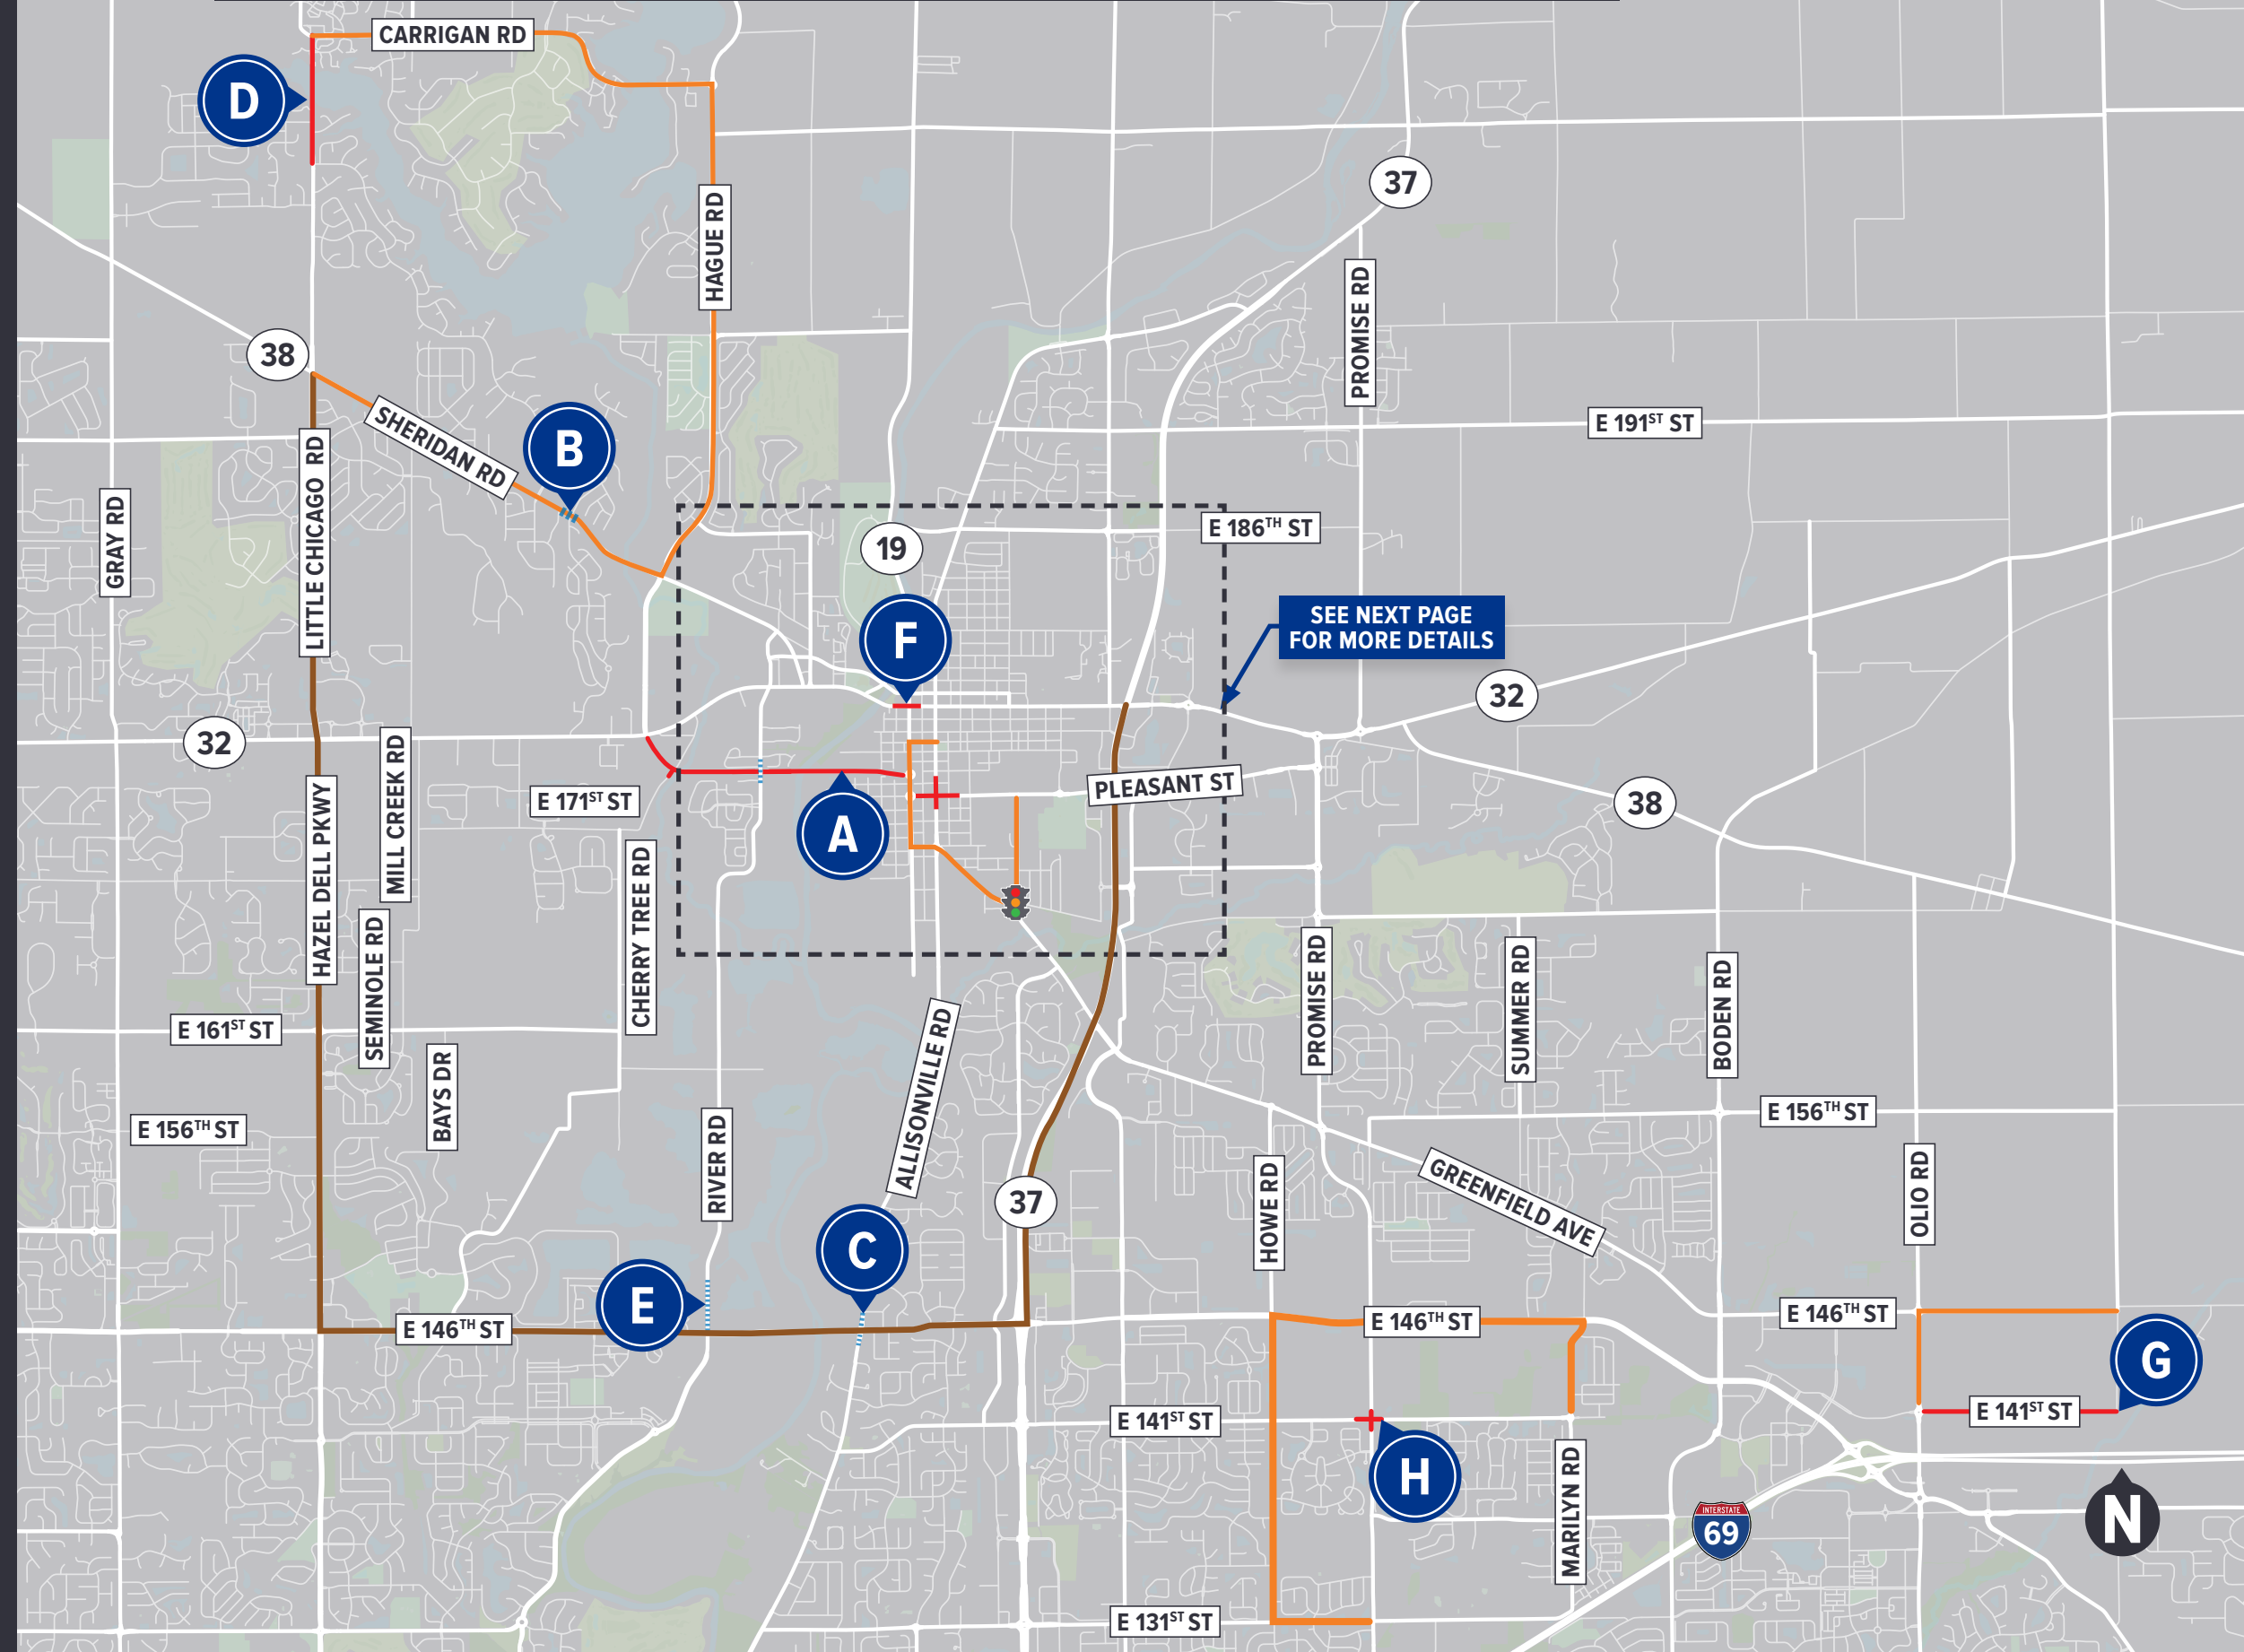 CARRIGAN RD
D
37
HAGUE RD
PROMISE RD
38
SHERIDAN RD
B
E 191ST ST
LITTLE CHICAGO RD
GRAY RD
19
E 186TH ST
F
SEE NEXT PAGE
FOR MORE DETAILS
32
32
MILL CREEK RD
E 171ST ST
PLEASANT ST
A
38
HAZEL DELL PKWY
CHERRY TREE RD
SEMINOLE RD
PROMISE RD
SUMMER RD
BODEN RD
E 161ST ST
ALLISONVILLE RD
BAYS DR
E 156TH ST
E 156TH ST
RIVER RD
GREENFIELD AVE
HOWE RD
OLIO RD
37
C
E
E 146TH ST
E 146TH ST
E 146TH ST
G
E 141ST ST
E 141ST ST
H
MARILYN RD
INTERSTATE
69
N
E 131ST ST